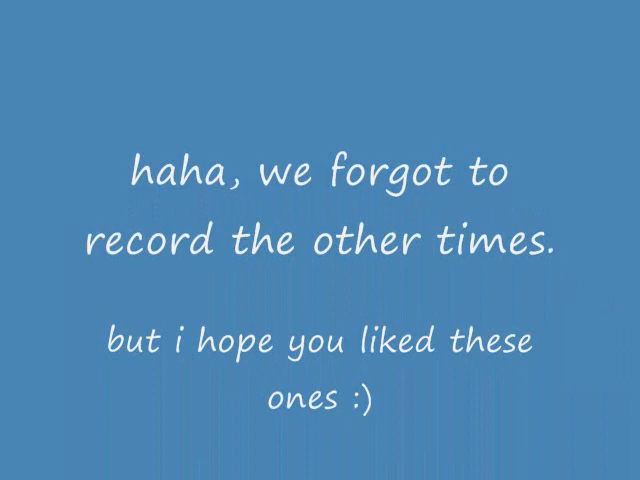 haha, we forgot to
record the other times.
but i hope you liked these
ones :)